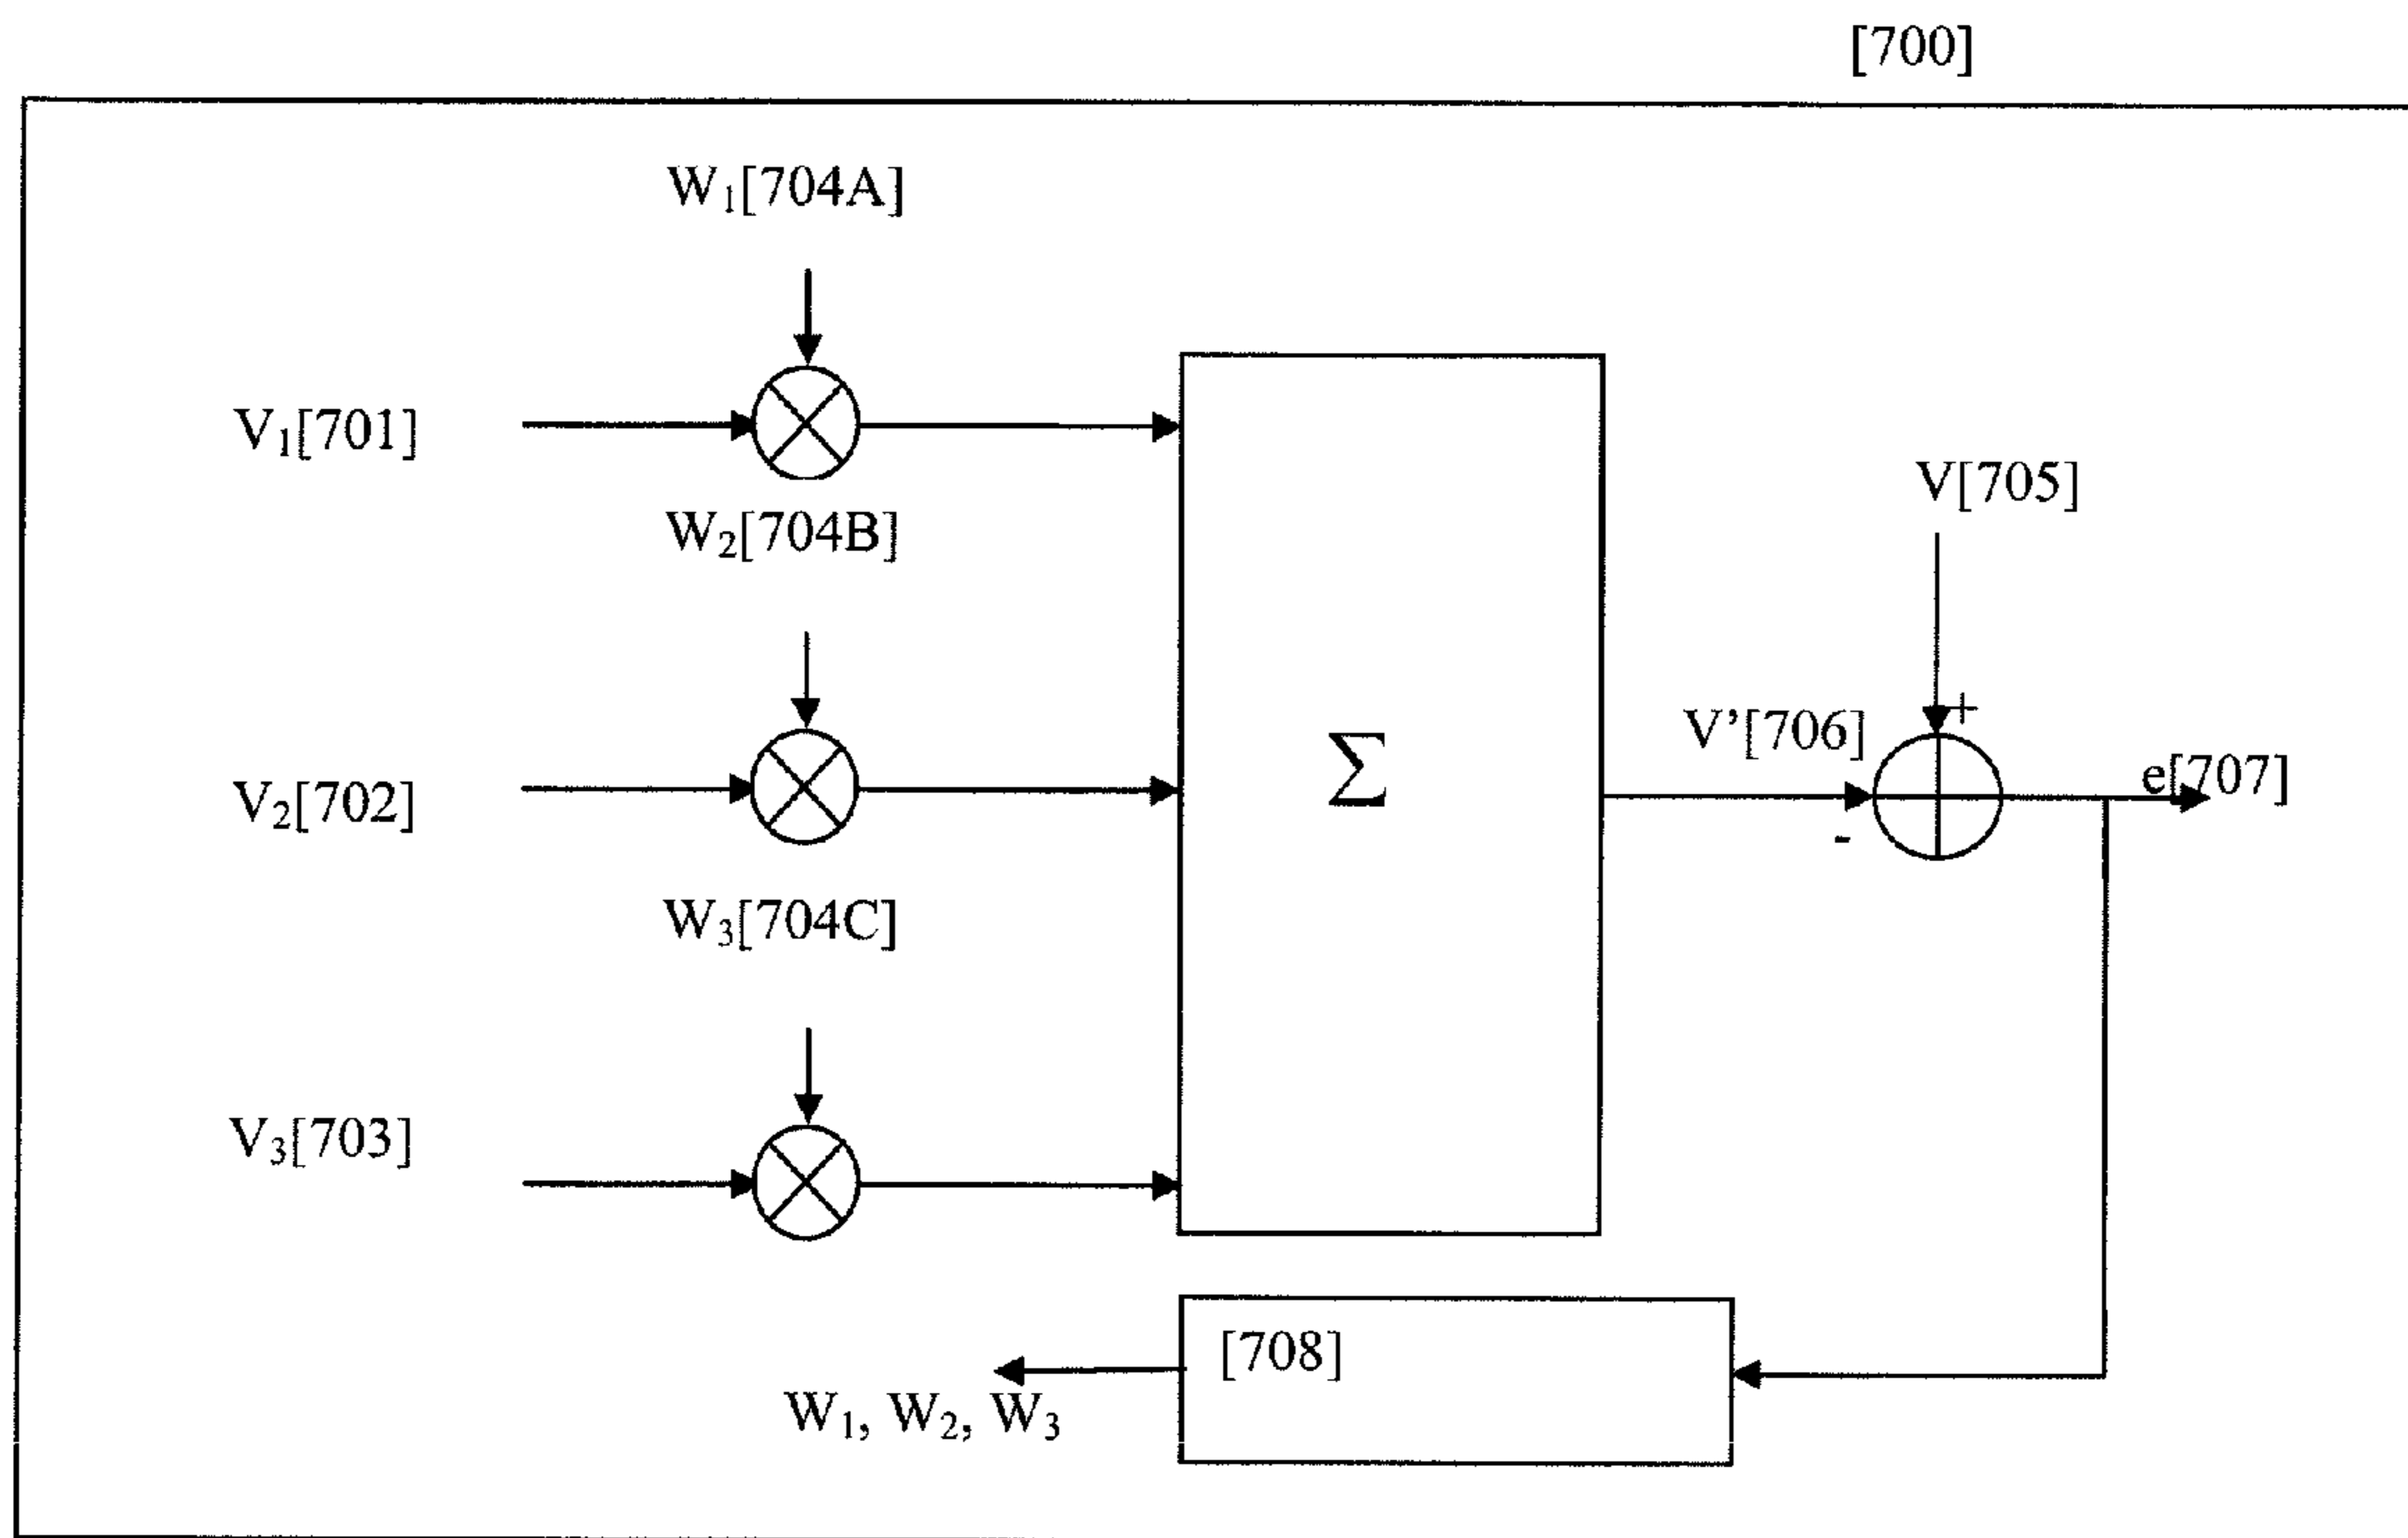 [700]
W₁[704A]
V₁[701]
W₂[704B]
V[705]
V'[706]
+
Σ
e[707]
V₂[702]
-
W₃[704C]
V₃[703]
[708]
W₁, W₂, W₃